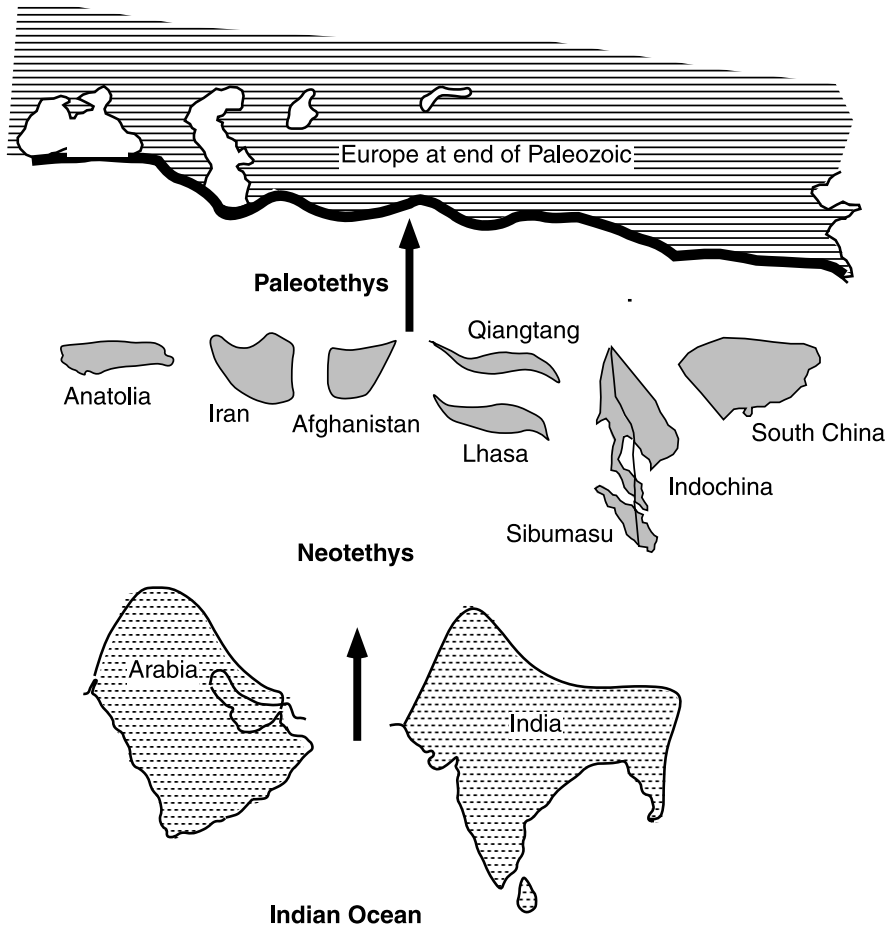 Europe at end of Paleozoic
Paleotethys
Qiangtang
Anatolia
Iran
Afghanistan
Lhasa
South China
Indochina
Sibumasu
Neotethys
Arabia
India
Indian Ocean